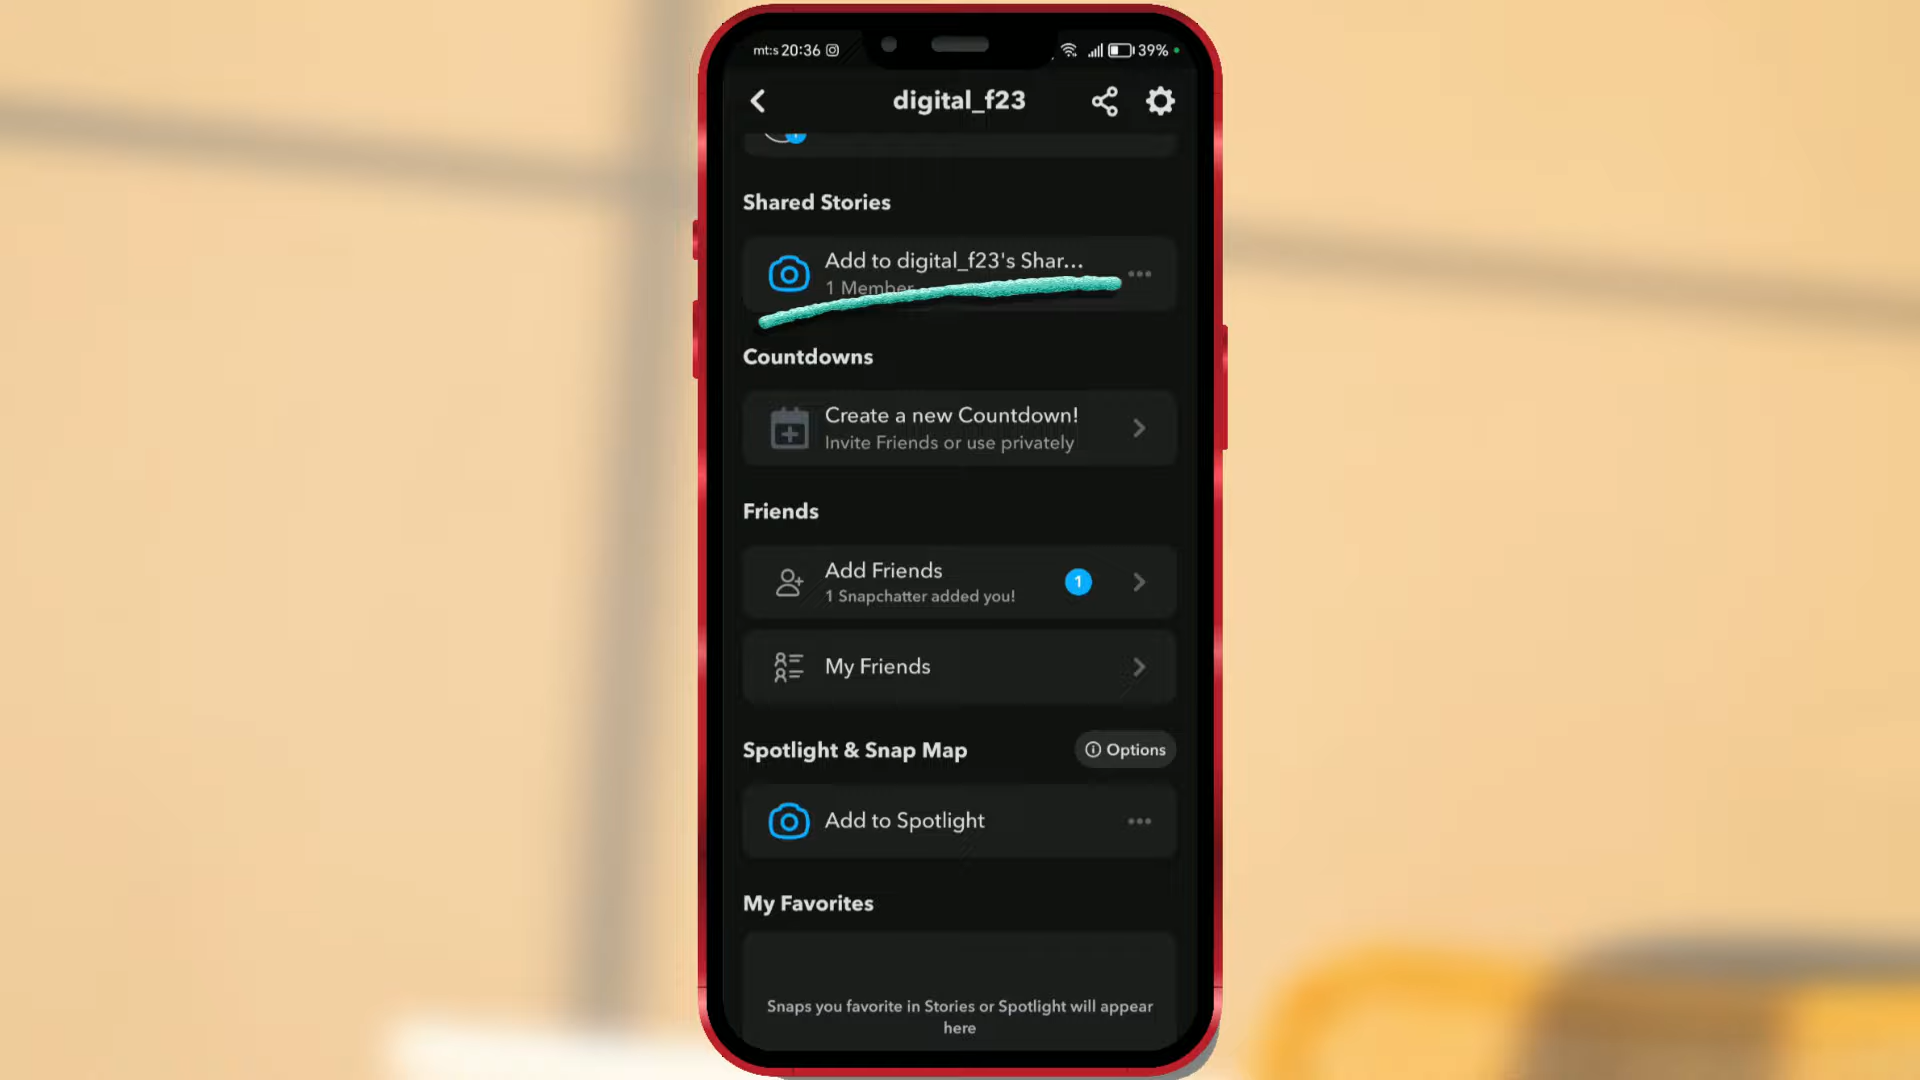 mt:s 20:36 39%
digital_f23
Shared Stories
Add to digital_f23's Shar...
1 Member
Countdowns
Create a new Countdown!
Invite Friends or use privately
Friends
Add Friends
1 Snapchatter added you!
1
My Friends
Spotlight & Snap Map
Options
Add to Spotlight
My Favorites
Snaps you favorite in Stories or Spotlight will appear
here